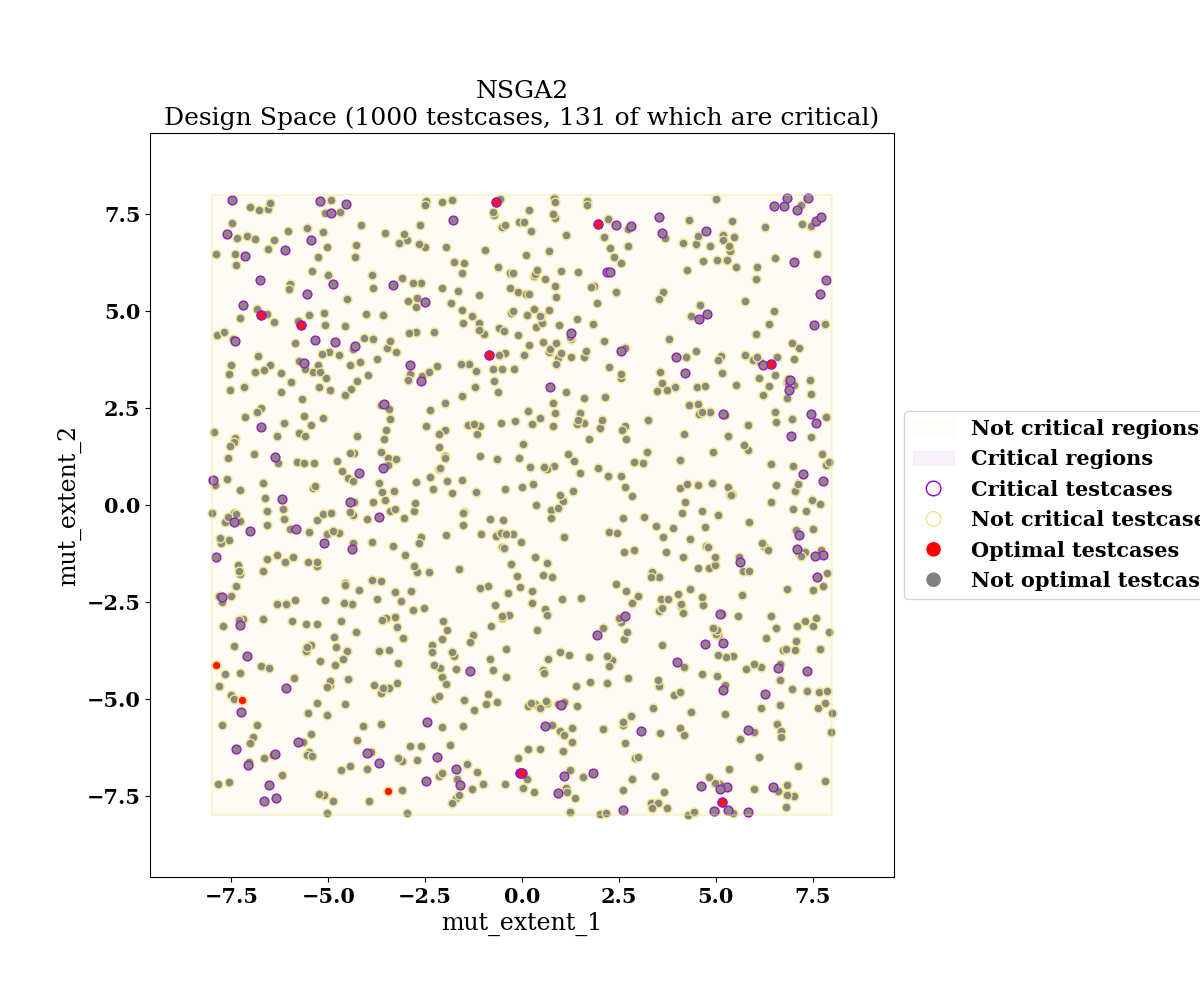 NSGA2
Design Space (1000 testcases, 131 of which are critical)
mut_extent_2
7.5
5.0
2.5
0.0
−2.5
−5.0
−7.5
−7.5 −5.0 −2.5 0.0 2.5 5.0 7.5
mut_extent_1
Not critical regions
Critical regions
Critical testcases
Not critical testcase
Optimal testcases
Not optimal testcas